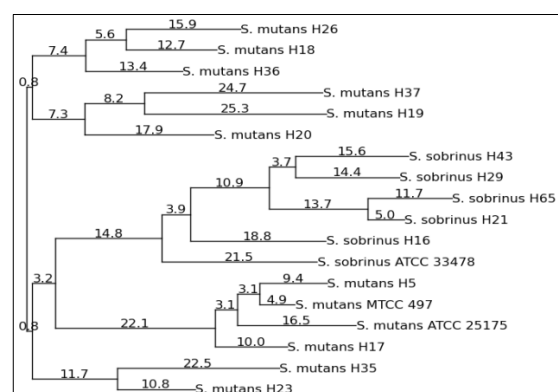 15.9 S. mutans H26
5.6
12.7 S. mutans H18
7.4
13.4 S. mutans H36
0.8
24.7 S. mutans H37
8.2
25.3 S. mutans H19
7.3
17.9 S. mutans H20
15.6 S. sobrinus H43
3.7
14.4 S. sobrinus H29
10.9
11.7 S. sobrinus H65
13.7
5.0 S. sobrinus H21
3.9
18.8 S. sobrinus H16
14.8
21.5 S. sobrinus ATCC 33478
3.2
9.4 S. mutans H5
3.1
4.9 S. mutans MTCC 497
3.1
16.5 S. mutans ATCC 25175
22.1
10.0 S. mutans H17
0.8
22.5 S. mutans H35
11.7
10.8 S. mutans H23